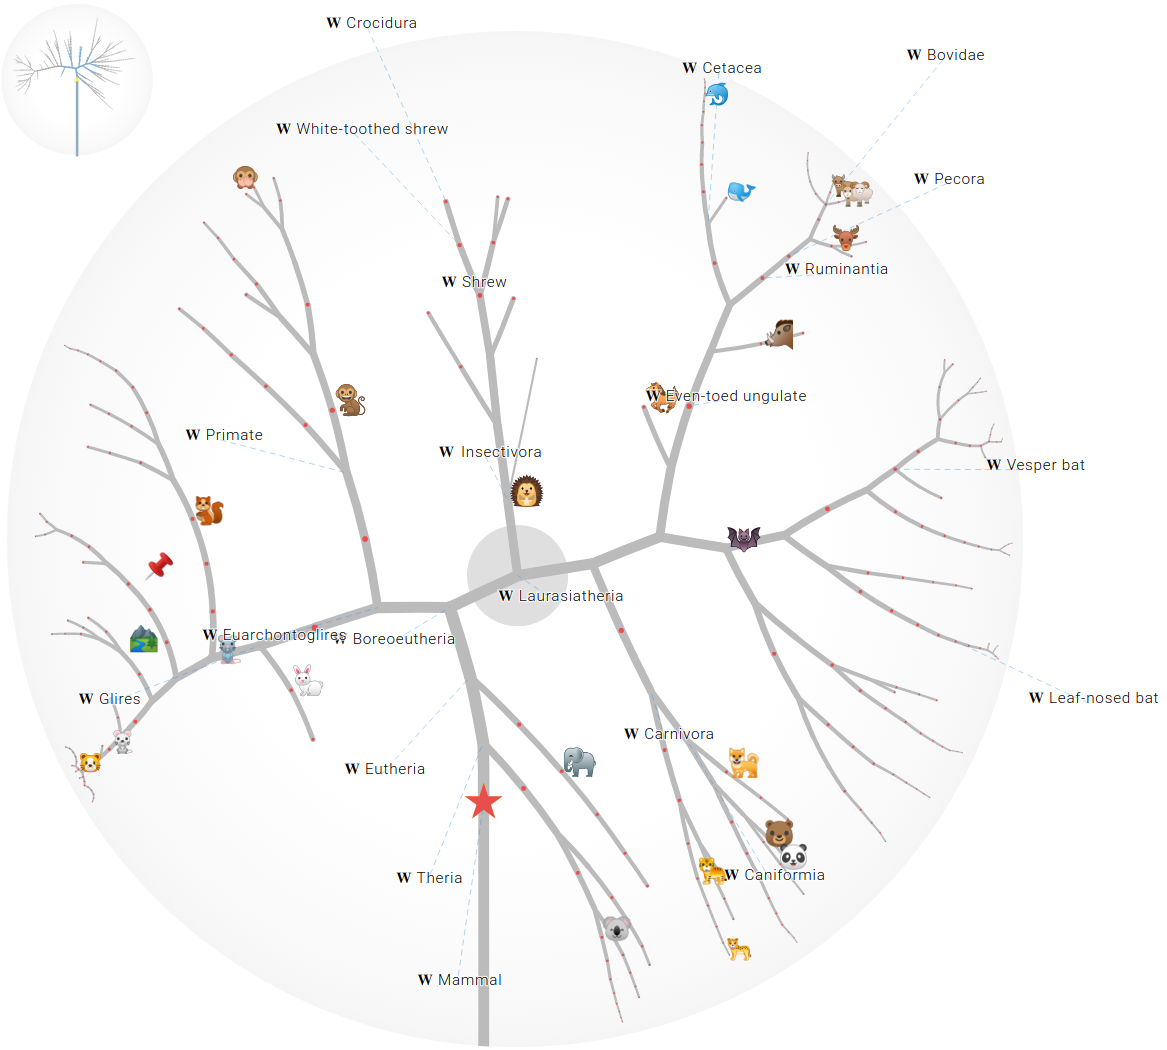 W Crocidura
W Bovidae
W Cetacea
W White-toothed shrew
W Pecora
W Ruminantia
W Shrew
W Even-toed ungulate
W Primate
W Insectivora
W Vesper bat
W Laurasiatheria
W Euarchontoglires
W Boreoeutheria
W Glires
W Leaf-nosed bat
W Carnivora
W Eutheria
W Caniformia
W Theria
W Mammal